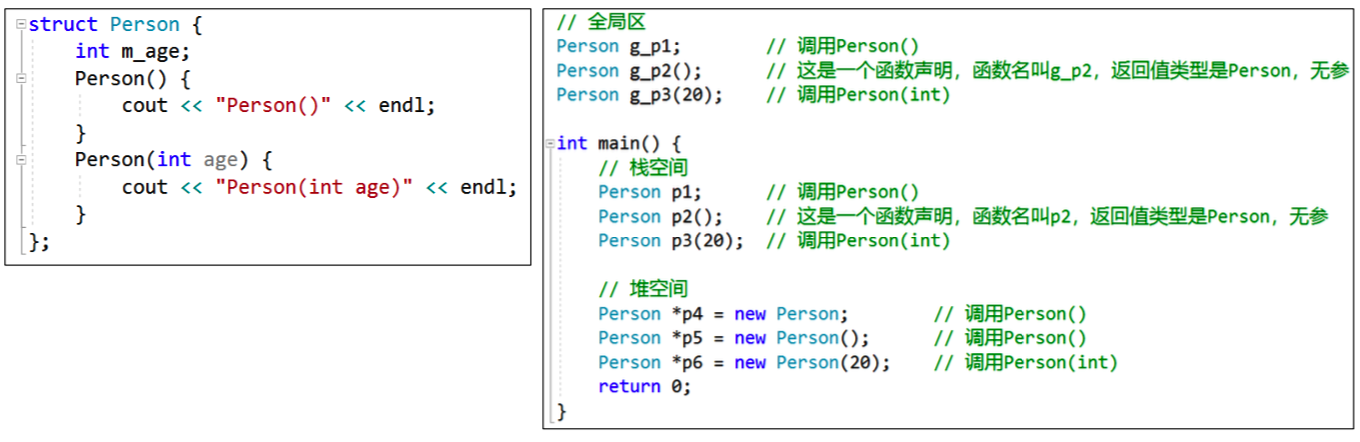 struct Person {
    int m_age;
    Person() {
        cout << "Person()" << endl;
    }
    Person(int age) {
        cout << "Person(int age)" << endl;
    }
};
// 全局区
Person g_p1;        // 调用Person()
Person g_p2();      // 这是一个函数声明，函数名叫g_p2，返回值类型是Person，无参
Person g_p3(20);    // 调用Person(int)
int main() {
    // 栈空间
    Person p1;      // 调用Person()
    Person p2();    // 这是一个函数声明，函数名叫p2，返回值类型是Person，无参
    Person p3(20);  // 调用Person(int)
    // 堆空间
    Person *p4 = new Person;        // 调用Person()
    Person *p5 = new Person();      // 调用Person()
    Person *p6 = new Person(20);    // 调用Person(int)
    return 0;
}